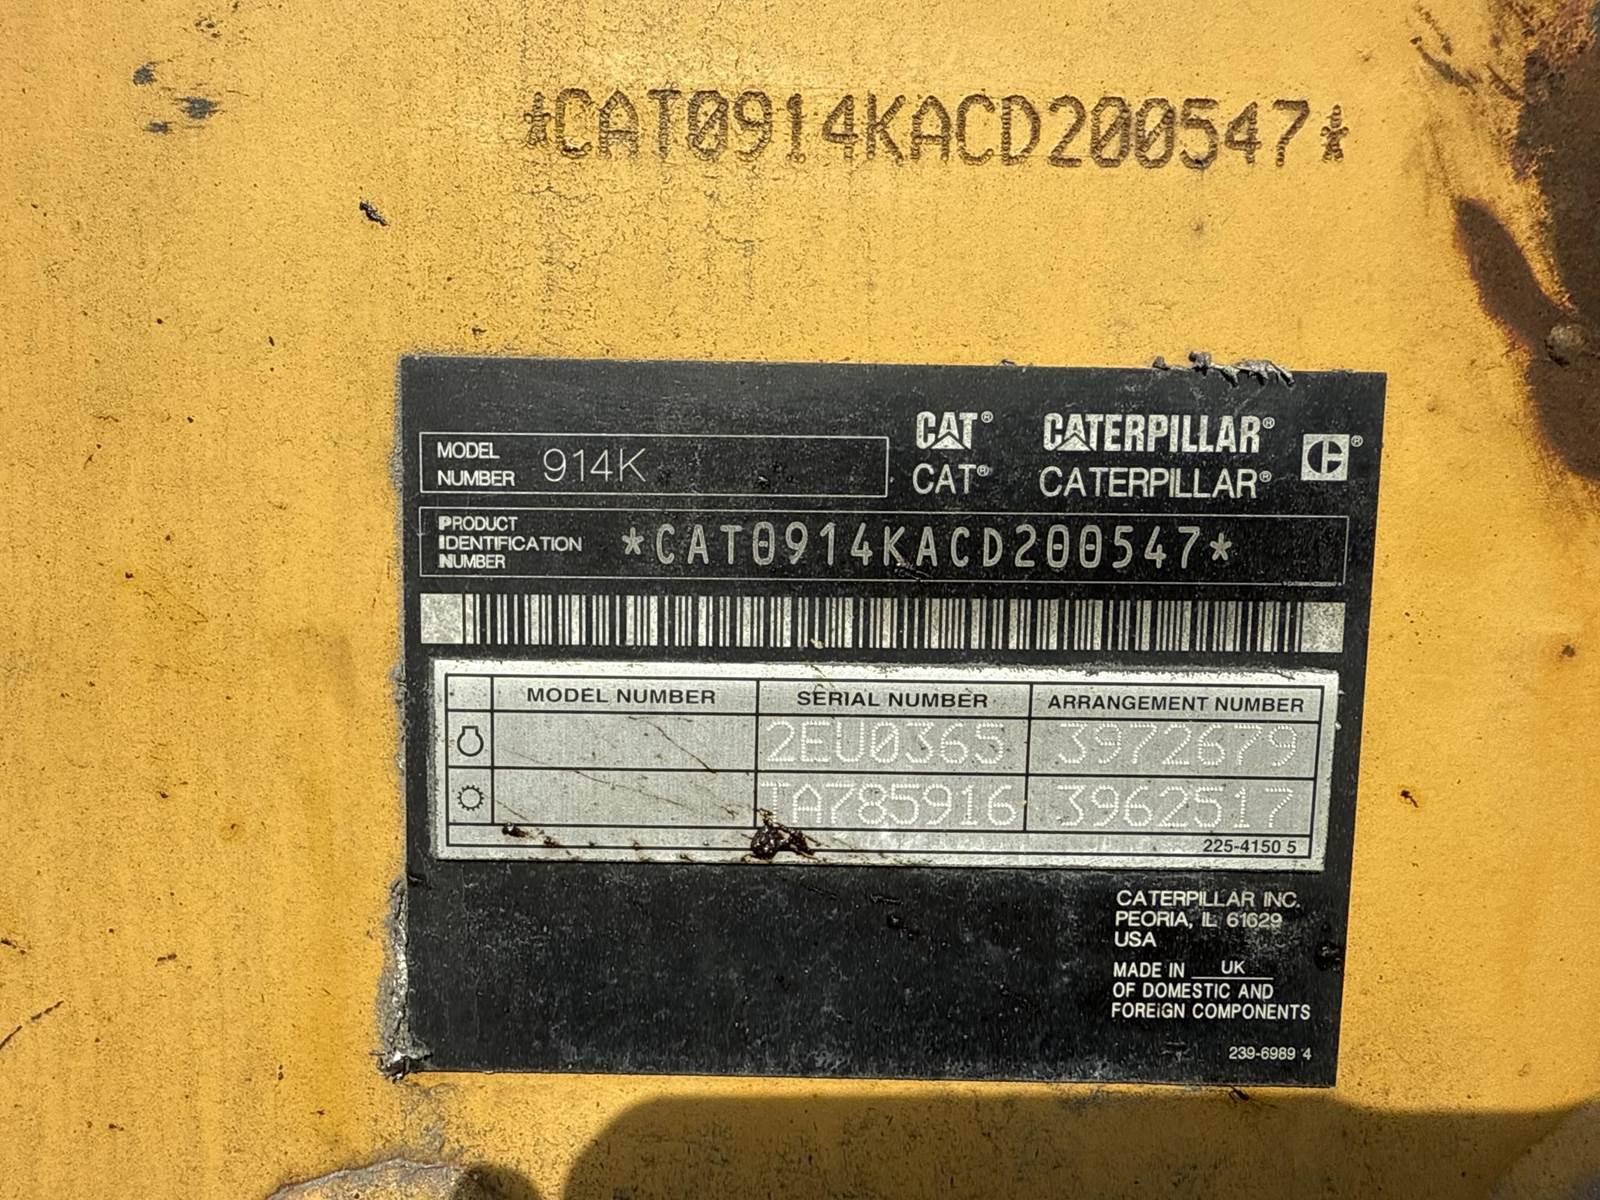 *CAT0914KACD200547*
MODEL NUMBER 914K
CAT® CATERPILLAR®
CAT® CATERPILLAR®
PRODUCT IDENTIFICATION NUMBER *CAT0914KACD200547*
MODEL NUMBER SERIAL NUMBER ARRANGEMENT NUMBER
2EU0365 3972679
TA785916 3962517
225-4150 5
CATERPILLAR INC.
PEORIA, IL 61629
USA
MADE IN UK
OF DOMESTIC AND
FOREIGN COMPONENTS
239-6989 4